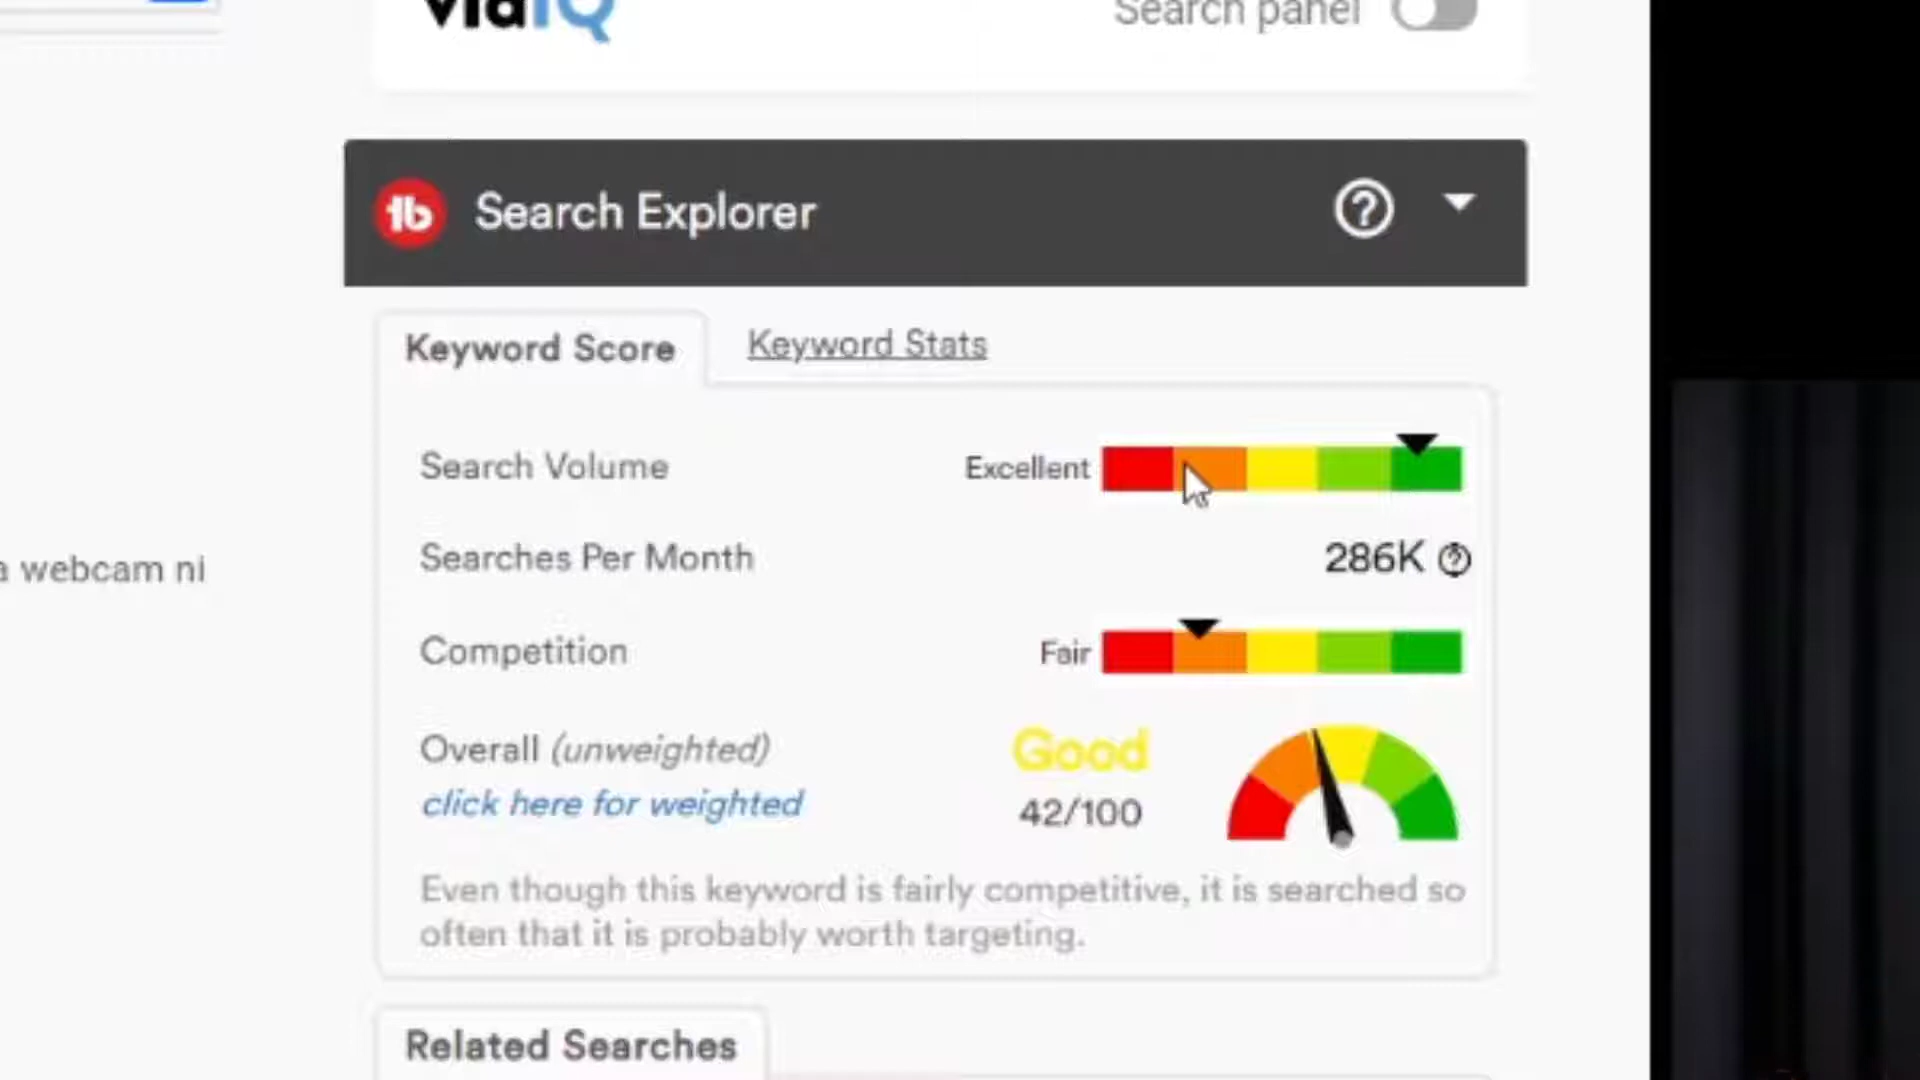 vidIQ
Search panel
tb Search Explorer
Keyword Score Keyword Stats
Search Volume Excellent
a webcam ni
Searches Per Month 286K
Competition Fair
Overall (unweighted) Good
click here for weighted 42/100
Even though this keyword is fairly competitive, it is searched so
often that it is probably worth targeting.
Related Searches